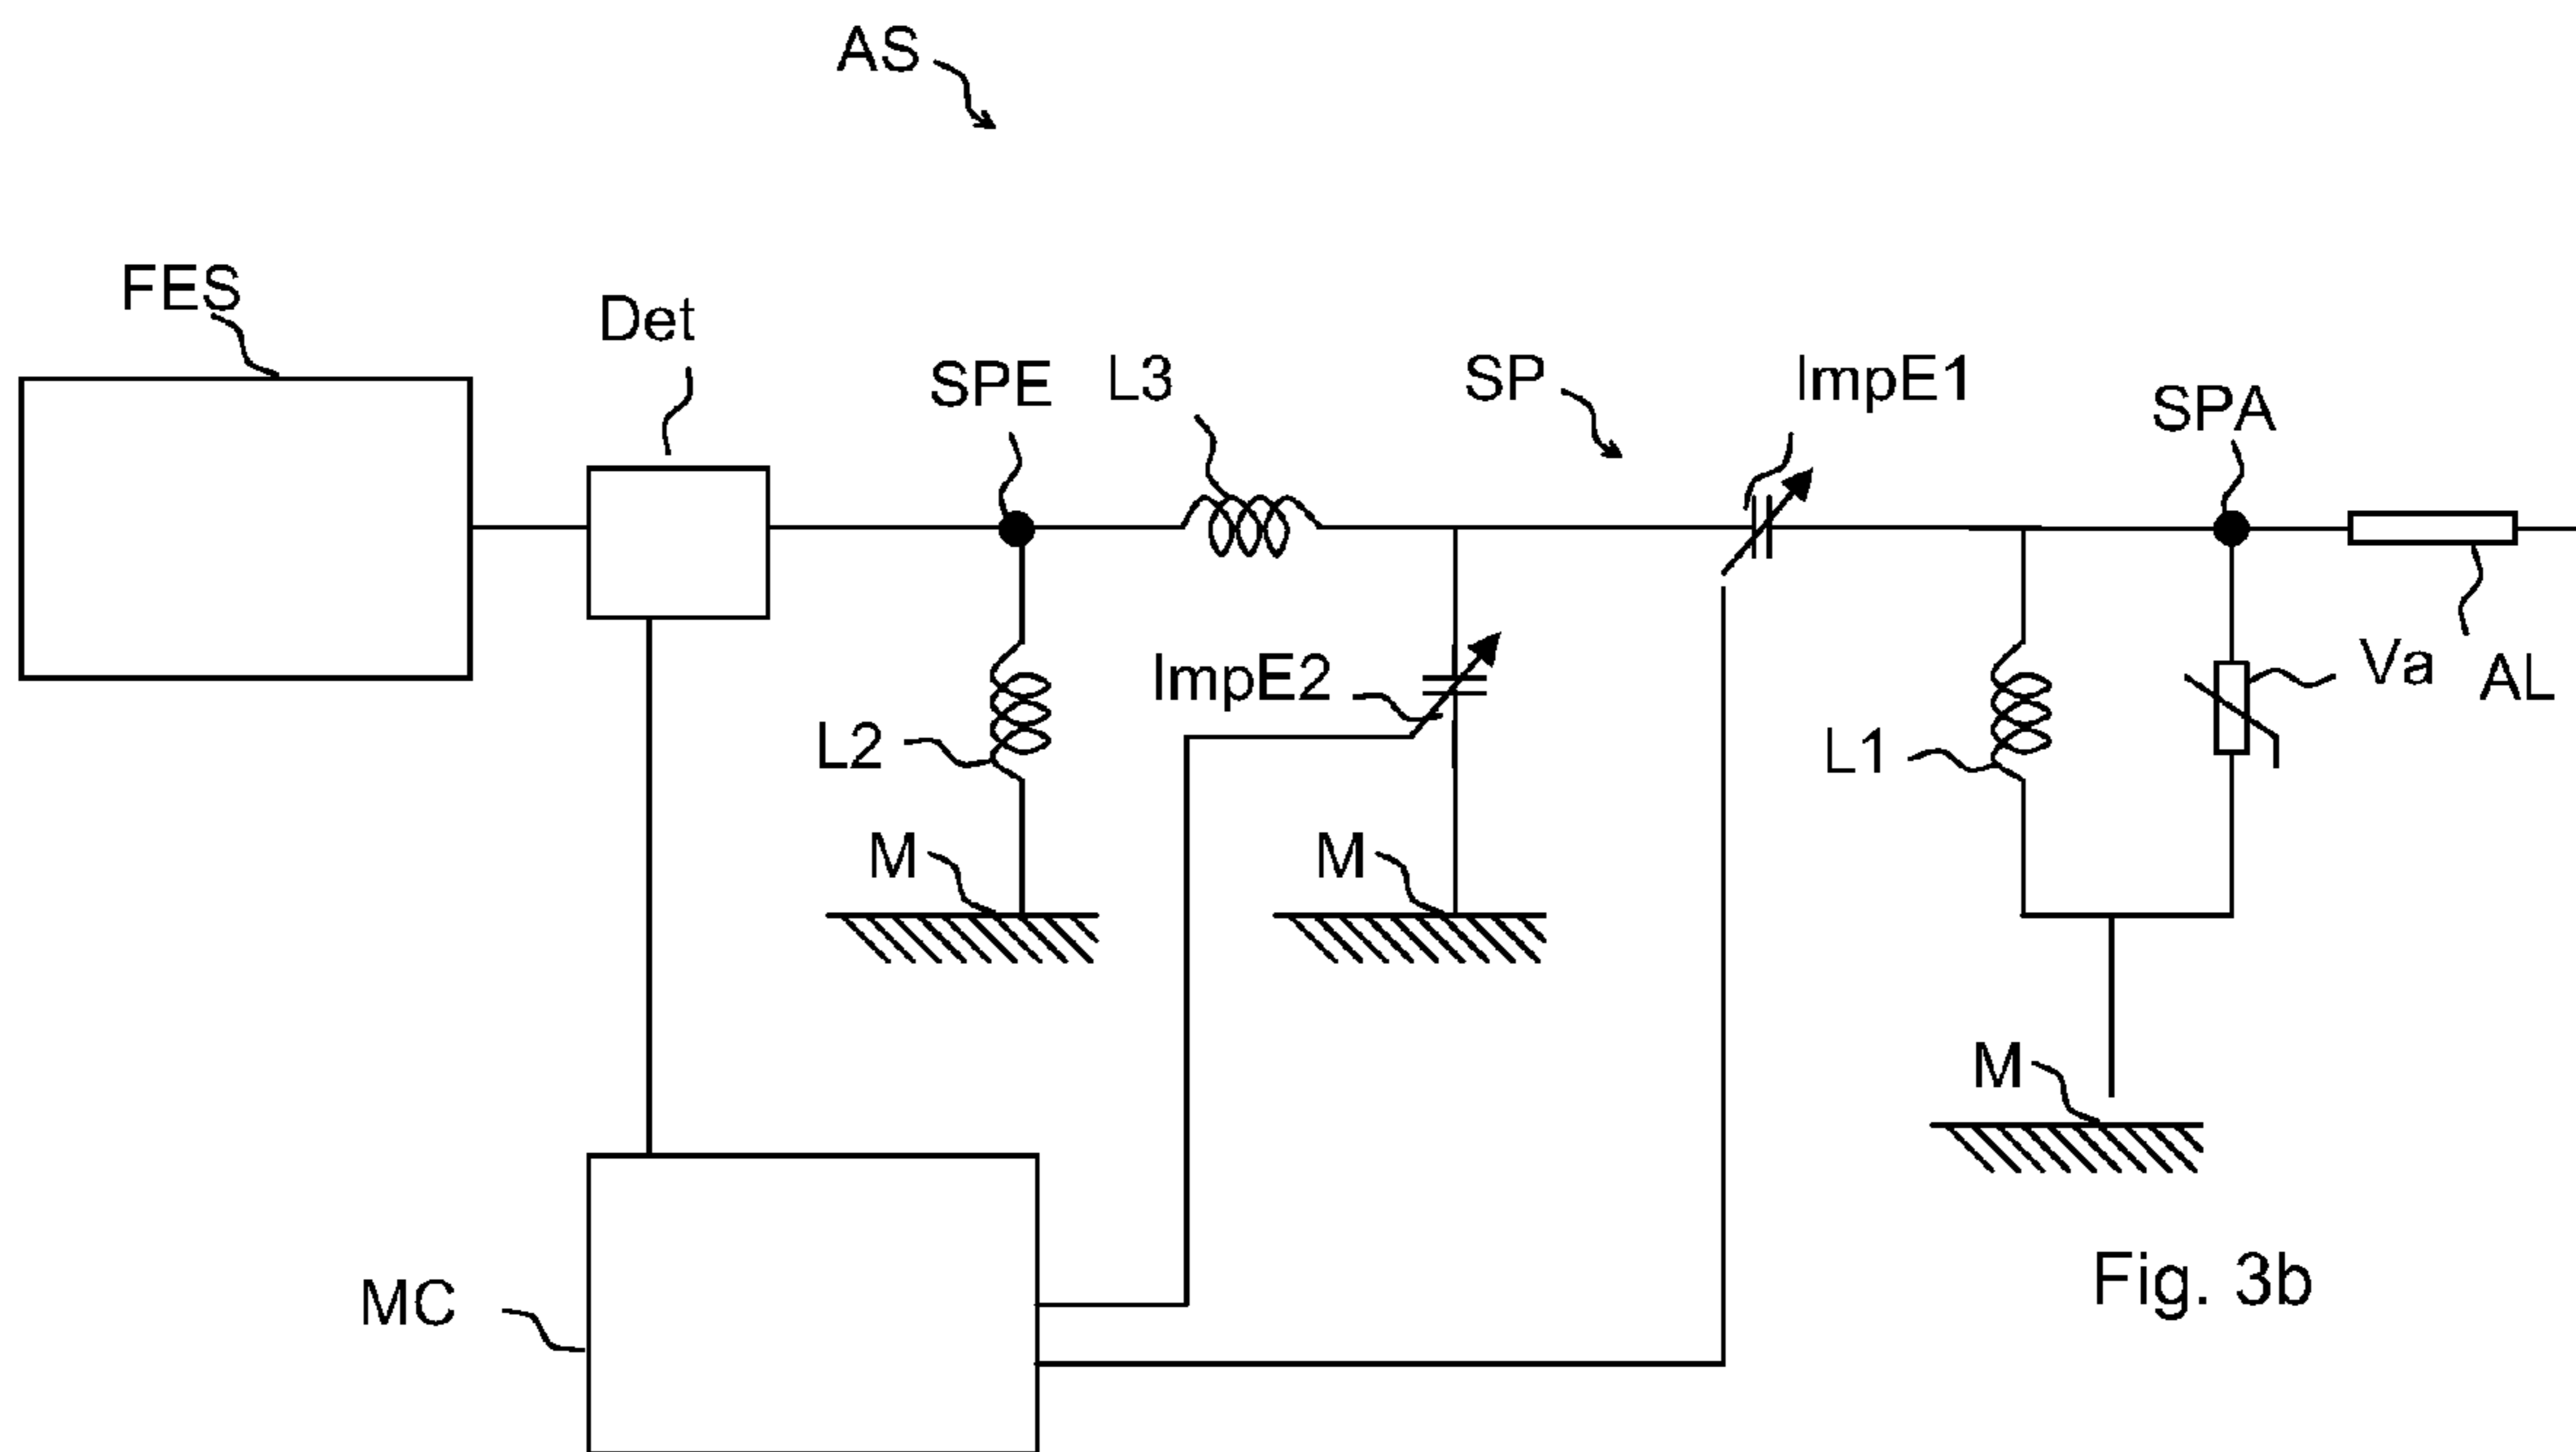 AS
FES
Det
SPE
L3
SP
ImpE1
SPA
ImpE2
Va
AL
L2
L1
M
M
M
MC
Fig. 3b